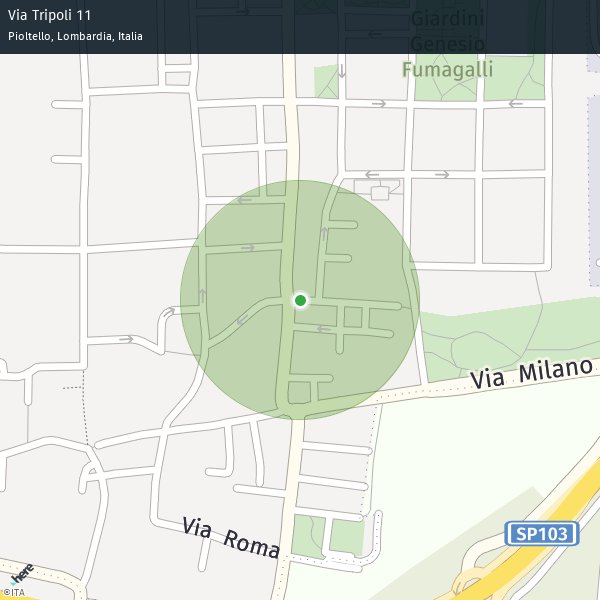 Via Tripoli 11
Pioltello, Lombardia, Italia
Giardini
Genesio
Fumagalli
Via Milano
SP103
Via Roma
here
©ITA